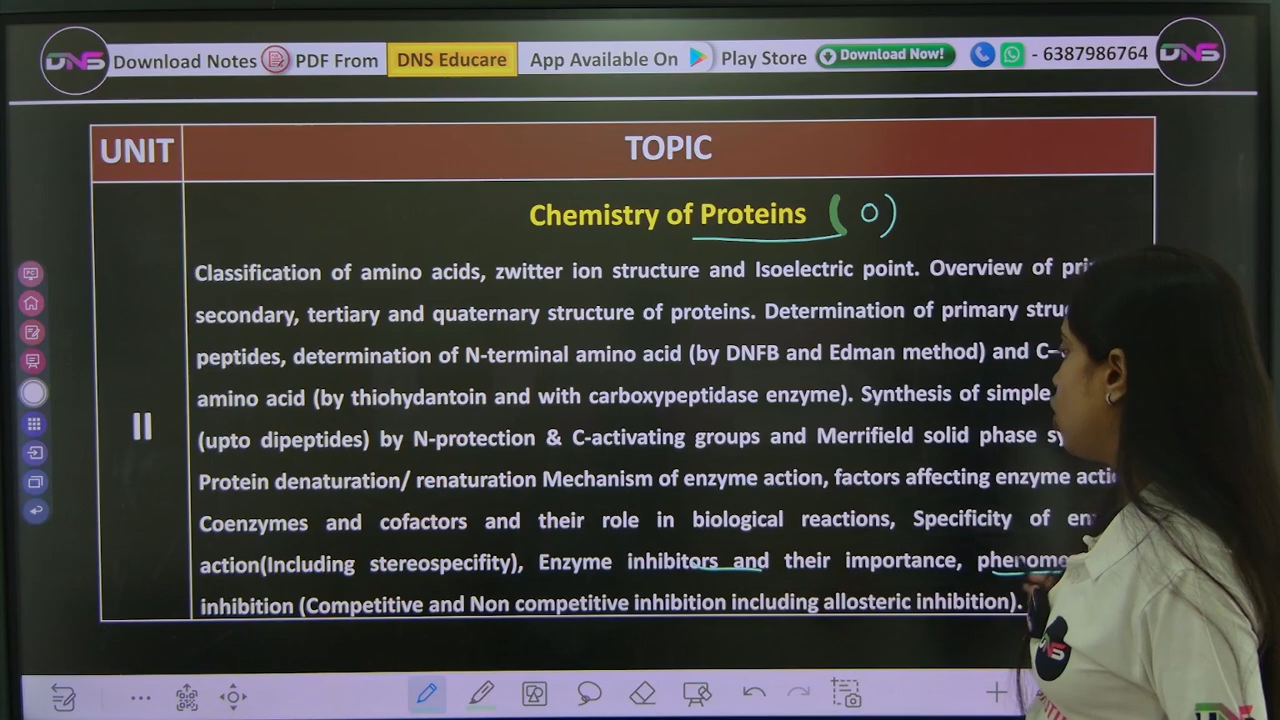 DNS Download Notes PDF From DNS Educare App Available On Play Store Download Now! - 6387986764 DNS
UNIT TOPIC
Chemistry of Proteins ( 0 )
Classification of amino acids, zwitter ion structure and Isoelectric point. Overview of
secondary, tertiary and quaternary structure of proteins. Determination of primary
peptides, determination of N-terminal amino acid (by DNFB and Edman method) and
amino acid (by thiohydantoin and with carboxypeptidase enzyme). Synthesis of simple
II
(upto dipeptides) by N-protection & C-activating groups and Merrifield solid phase
Protein denaturation/ renaturation Mechanism of enzyme action, factors affecting enzyme
Coenzymes and cofactors and their role in biological reactions, Specificity of
action(Including stereospecifity), Enzyme inhibitors and their importance,
inhibition (Competitive and Non competitive inhibition including allosteric inhibition).